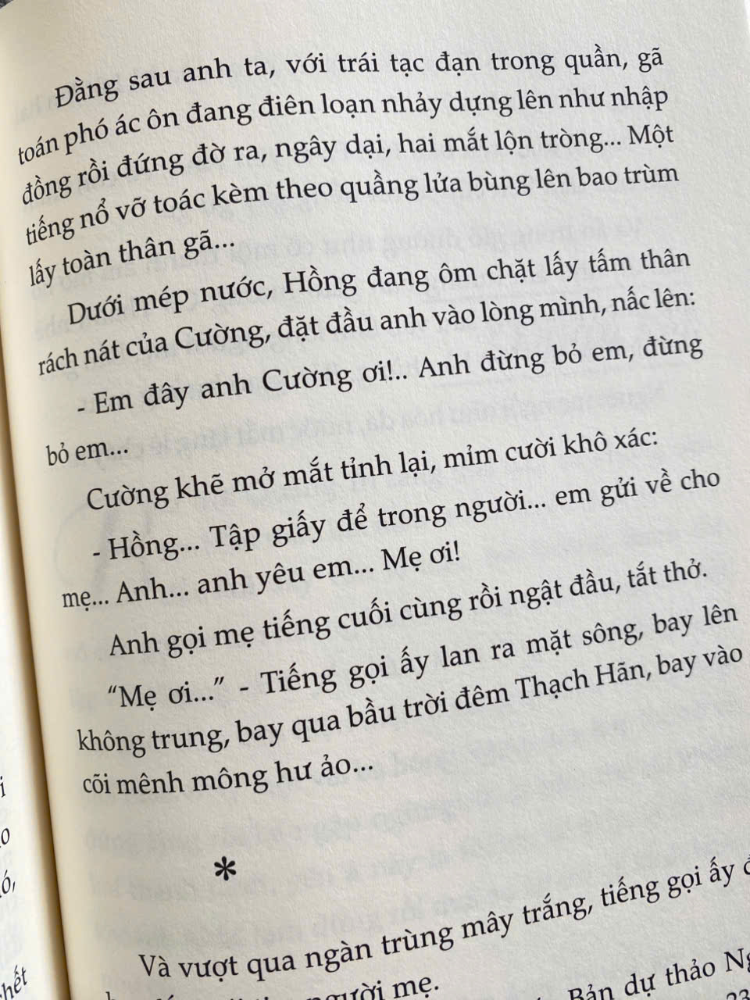 Đằng sau anh ta, với trái tạc đạn trong quần, gã
toán phó ác ôn đang điên loạn nhảy dựng lên như nhập
đồng rồi đứng đờ ra, ngây dại, hai mắt lộn tròng... Một
tiếng nổ vỡ toác kèm theo quầng lửa bùng lên bao trùm
lấy toàn thân gã...
Dưới mép nước, Hồng đang ôm chặt lấy tấm thân
rách nát của Cường, đặt đầu anh vào lòng mình, nấc lên:
- Em đây anh Cường ơi!.. Anh đừng bỏ em, đừng
bỏ em...
Cường khẽ mở mắt tỉnh lại, mỉm cười khô xác:
- Hồng... Tập giấy để trong người... em gửi về cho
mẹ... Anh... anh yêu em... Mẹ ơi!
Anh gọi mẹ tiếng cuối cùng rồi ngật đầu, tắt thở.
“Mẹ ơi...” - Tiếng gọi ấy lan ra mặt sông, bay lên
không trung, bay qua bầu trời đêm Thạch Hãn, bay vào
cõi mênh mông hư ảo...
*
Và vượt qua ngàn trùng mây trắng, tiếng gọi ấy
người mẹ.
Bản dự thảo